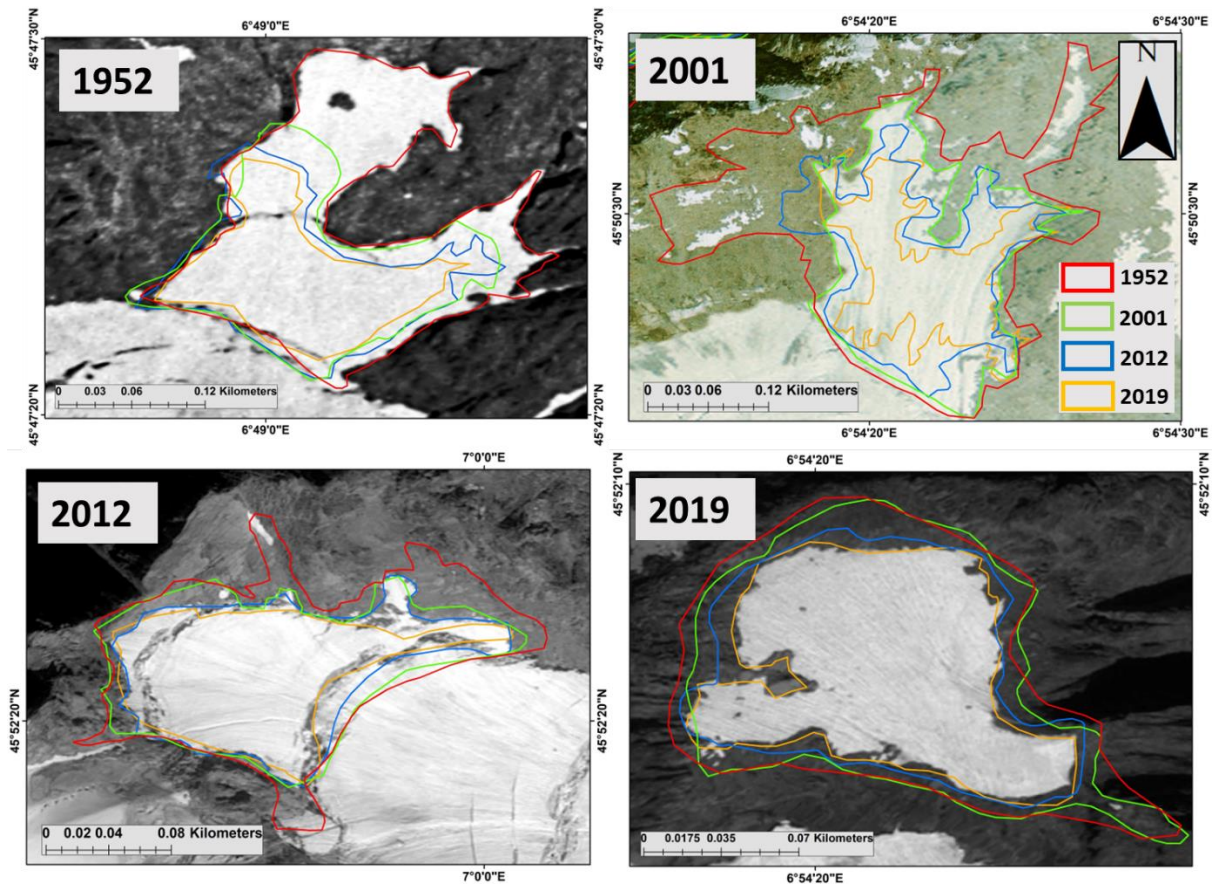 6°49'0"E
45°47'30"N
45°47'30"N
1952
0 0.03 0.06 0.12 Kilometers
45°47'20"N
45°47'20"N
6°49'0"E
6°54'20"E
6°54'30"E
2001
N
45°50'30"N
45°50'30"N
1952
2001
2012
2019
0 0.03 0.06 0.12 Kilometers
6°54'20"E
6°54'30"E
7°0'0"E
2012
45°52'20"N
45°52'20"N
0 0.02 0.04 0.08 Kilometers
7°0'0"E
6°54'20"E
45°52'10"N
45°52'10"N
2019
0 0.0175 0.035 0.07 Kilometers
6°54'20"E